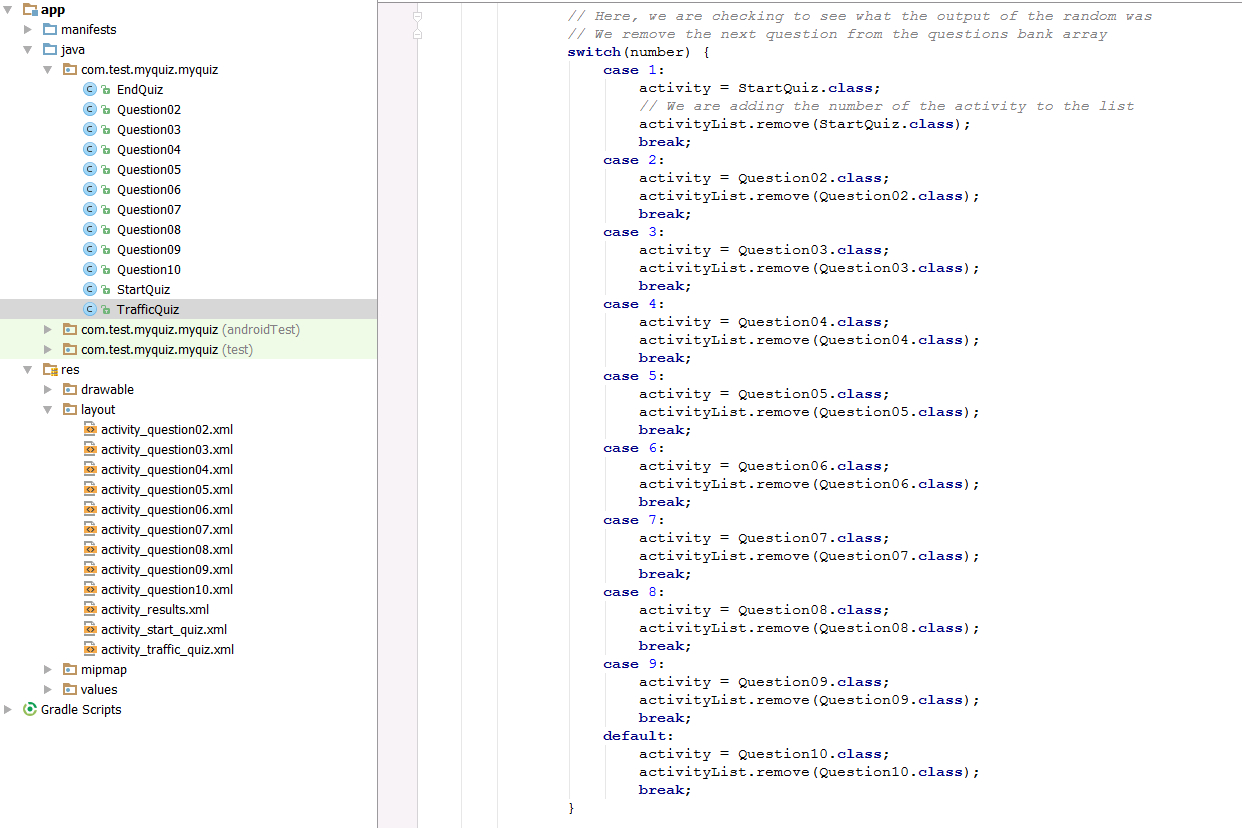 app
manifests
java
com.test.myquiz.myquiz
EndQuiz
Question02
Question03
Question04
Question05
Question06
Question07
Question08
Question09
Question10
StartQuiz
TrafficQuiz
com.test.myquiz.myquiz (androidTest)
com.test.myquiz.myquiz (test)
res
drawable
layout
activity_question02.xml
activity_question03.xml
activity_question04.xml
activity_question05.xml
activity_question06.xml
activity_question07.xml
activity_question08.xml
activity_question09.xml
activity_question10.xml
activity_results.xml
activity_start_quiz.xml
activity_traffic_quiz.xml
mipmap
values
Gradle Scripts
// Here, we are checking to see what the output of the random was
// We remove the next question from the questions bank array
switch(number) {
case 1:
activity = StartQuiz.class;
// We are adding the number of the activity to the list
activityList.remove(StartQuiz.class);
break;
case 2:
activity = Question02.class;
activityList.remove(Question02.class);
break;
case 3:
activity = Question03.class;
activityList.remove(Question03.class);
break;
case 4:
activity = Question04.class;
activityList.remove(Question04.class);
break;
case 5:
activity = Question05.class;
activityList.remove(Question05.class);
break;
case 6:
activity = Question06.class;
activityList.remove(Question06.class);
break;
case 7:
activity = Question07.class;
activityList.remove(Question07.class);
break;
case 8:
activity = Question08.class;
activityList.remove(Question08.class);
break;
case 9:
activity = Question09.class;
activityList.remove(Question09.class);
break;
default:
activity = Question10.class;
activityList.remove(Question10.class);
break;
}